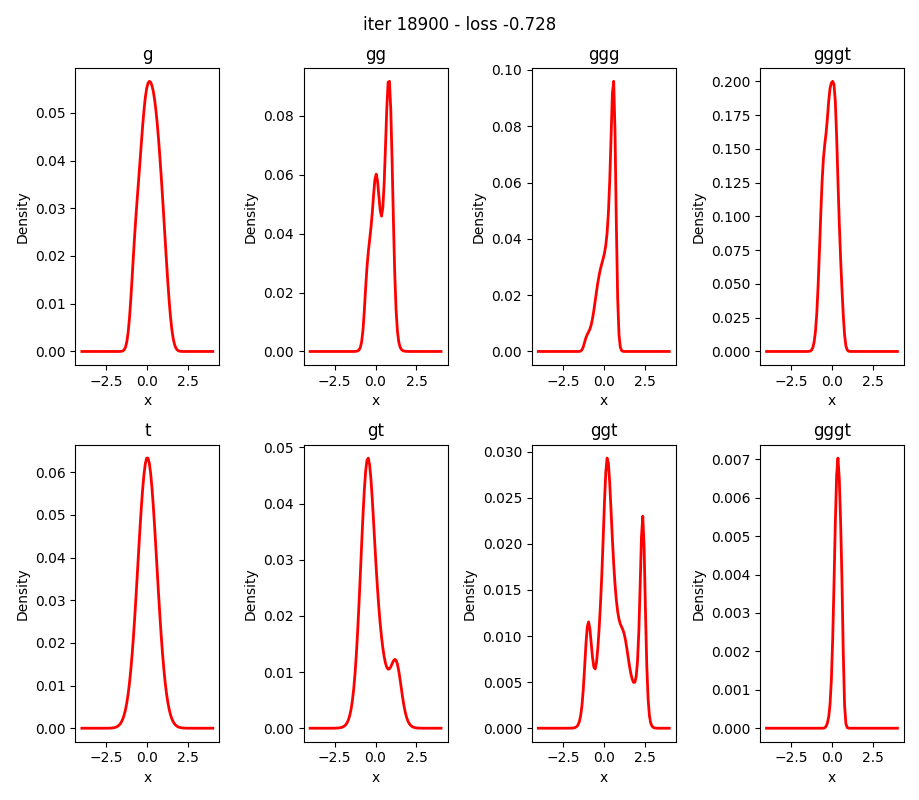 iter 18900 - loss -0.728
g gg ggg gggt
0.05 0.04 0.03 0.02 0.01 0.00
Density
−2.5 0.0 2.5
x
0.08 0.06 0.04 0.02 0.00
Density
−2.5 0.0 2.5
x
0.10 0.08 0.06 0.04 0.02 0.00
Density
−2.5 0.0 2.5
x
0.200 0.175 0.150 0.125 0.100 0.075 0.050 0.025 0.000
Density
−2.5 0.0 2.5
x
t gt ggt gggt
0.06 0.05 0.04 0.03 0.02 0.01 0.00
Density
−2.5 0.0 2.5
x
0.05 0.04 0.03 0.02 0.01 0.00
Density
−2.5 0.0 2.5
x
0.030 0.025 0.020 0.015 0.010 0.005 0.000
Density
−2.5 0.0 2.5
x
0.007 0.006 0.005 0.004 0.003 0.002 0.001 0.000
Density
−2.5 0.0 2.5
x